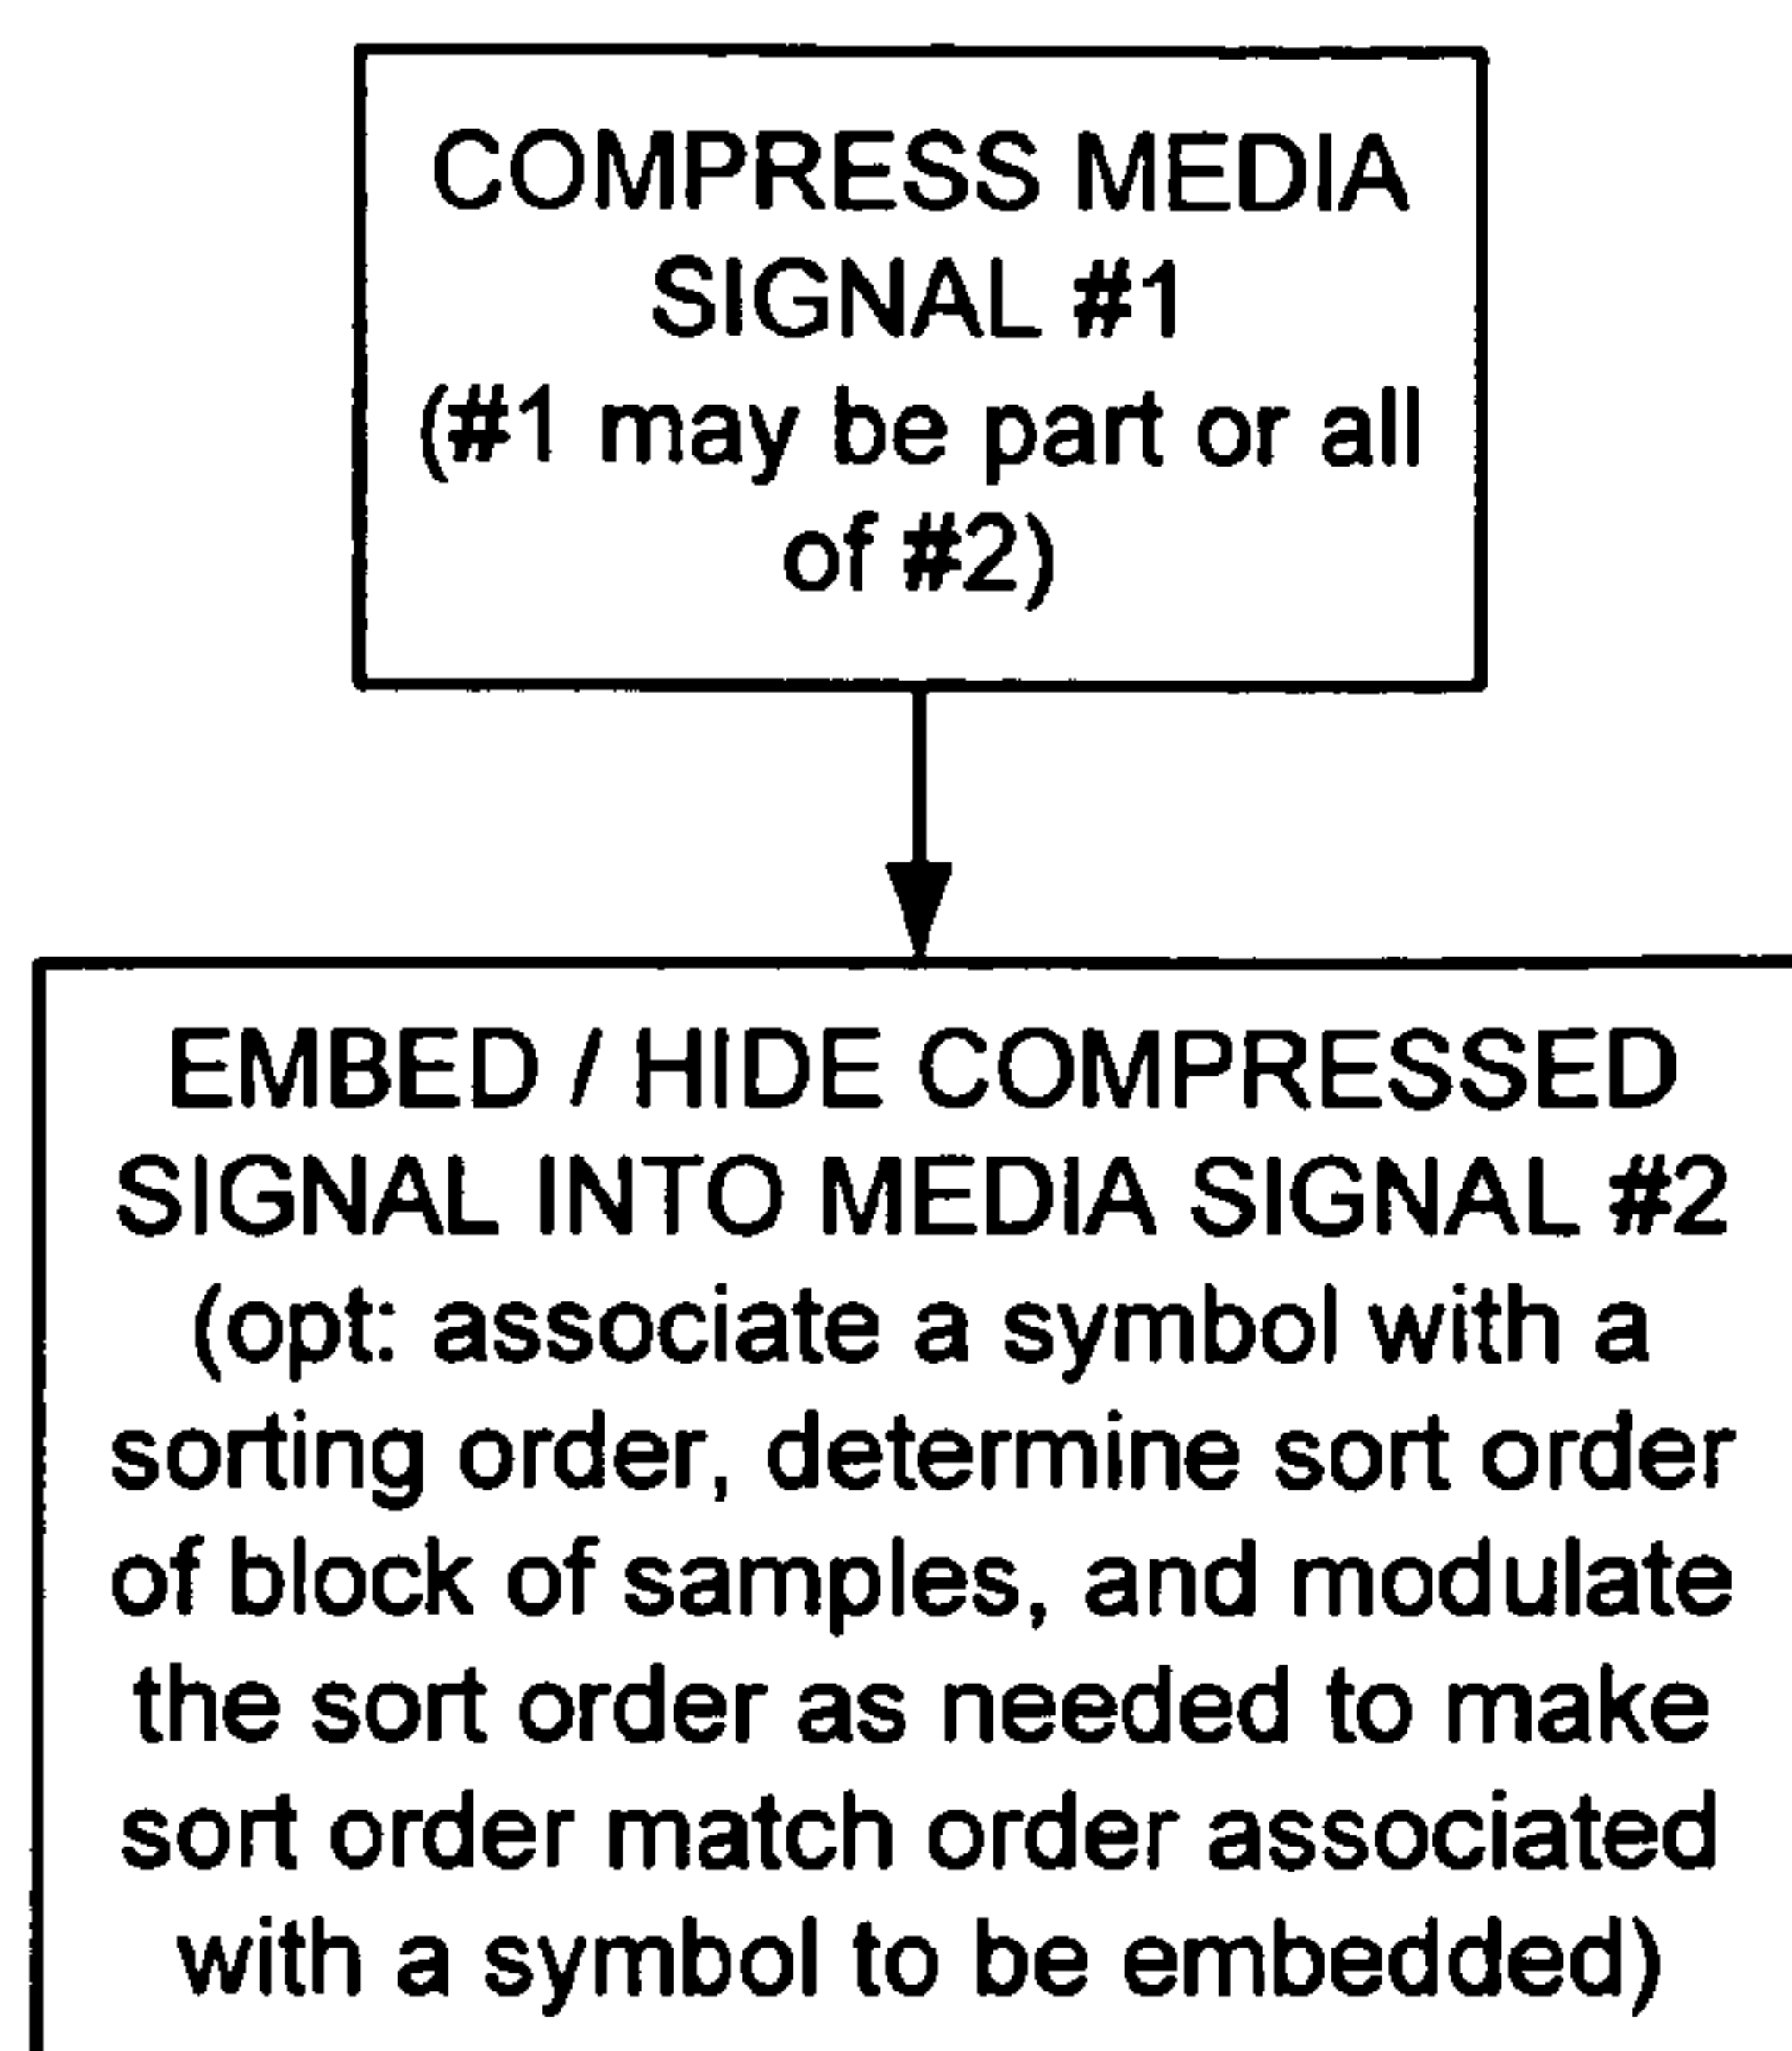 COMPRESS MEDIA
SIGNAL #1
(#1 may be part or all
of #2)
EMBED / HIDE COMPRESSED
SIGNAL INTO MEDIA SIGNAL #2
(opt: associate a symbol with a
sorting order, determine sort order
of block of samples, and modulate
the sort order as needed to make
sort order match order associated
with a symbol to be embedded)